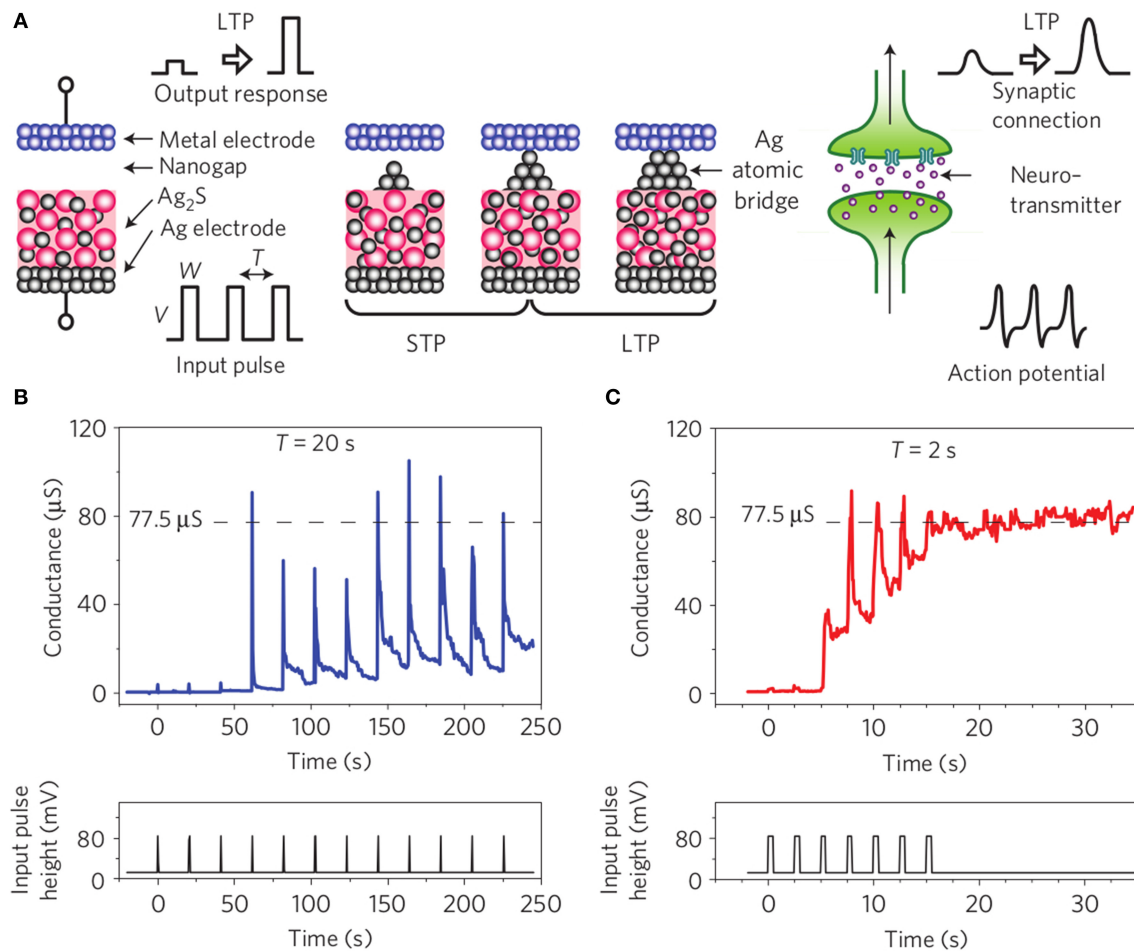 A
LTP
Output response
Metal electrode
Nanogap
Ag2S
Ag electrode
W
T
V
Input pulse
STP
LTP
Ag
atomic
bridge
LTP
Synaptic
connection
Neuro-
transmitter
Action potential
B
120
80
40
0
Conductance (µS)
T = 20 s
77.5 µS
0 50 100 150 200 250
Time (s)
Input pulse
height (mV)
80
0
0 50 100 150 200 250
Time (s)
C
120
80
40
0
Conductance (µS)
T = 2 s
77.5 µS
0 10 20 30
Time (s)
Input pulse
height (mV)
80
0
0 10 20 30
Time (s)